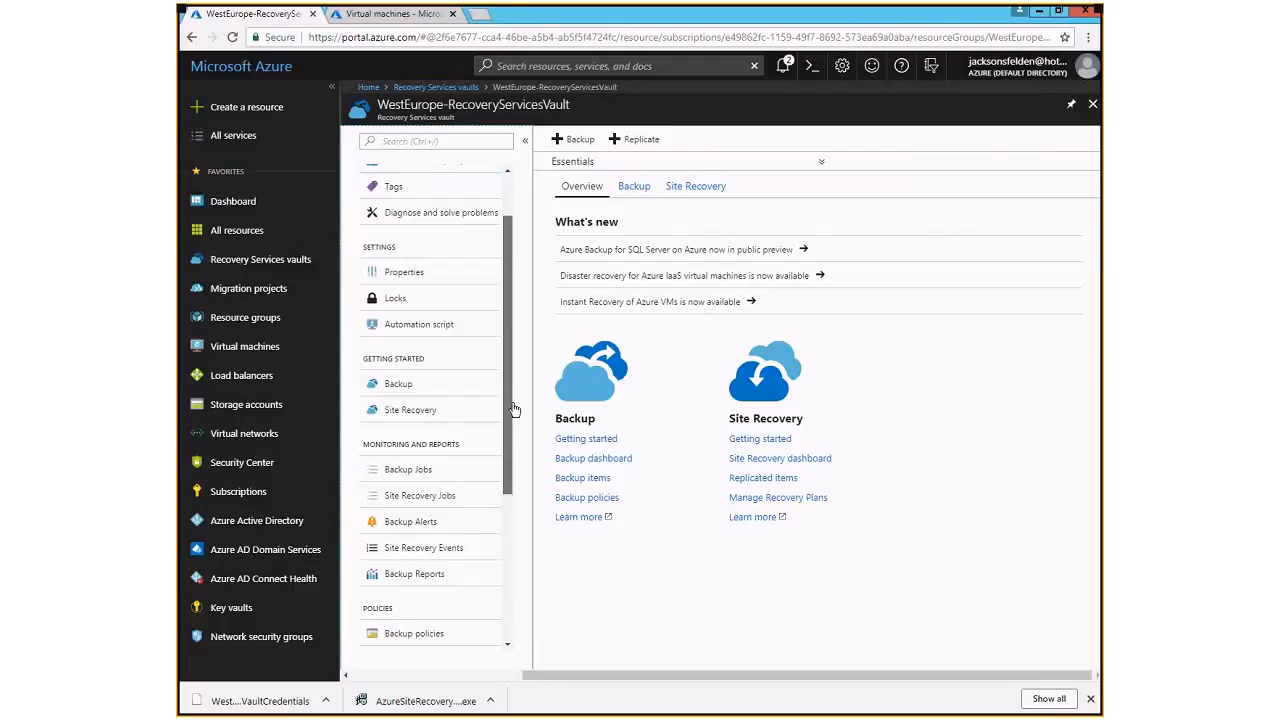 WestEurope-RecoverySe
Virtual machines - Micro
Secure
https://portal.azure.com/#@2f6e7677-cca4-46be-a5b4-ab5f5f4724fc/resource/subscriptions/e49862fc-1159-49f7-8692-573ea69a0aba/resourceGroups/WestEurope...
Microsoft Azure
Search resources, services, and docs
2
jacksonsfelden@hot...
AZURE (DEFAULT DIRECTORY)
Home > Recovery Services vaults > WestEurope-RecoveryServicesVault
WestEurope-RecoveryServicesVault
Recovery Services vault
Create a resource
All services
FAVORITES
Dashboard
All resources
Recovery Services vaults
Migration projects
Resource groups
Virtual machines
Load balancers
Storage accounts
Virtual networks
Security Center
Subscriptions
Azure Active Directory
Azure AD Domain Services
Azure AD Connect Health
Key vaults
Network security groups
Search (Ctrl+/)
Tags
Diagnose and solve problems
SETTINGS
Properties
Locks
Automation script
GETTING STARTED
Backup
Site Recovery
MONITORING AND REPORTS
Backup Jobs
Site Recovery Jobs
Backup Alerts
Site Recovery Events
Backup Reports
POLICIES
Backup policies
Backup
Replicate
Essentials
Overview
Backup
Site Recovery
What's new
Azure Backup for SQL Server on Azure now in public preview
Disaster recovery for Azure IaaS virtual machines is now available
Instant Recovery of Azure VMs is now available
Backup
Getting started
Backup dashboard
Backup items
Backup policies
Learn more
Site Recovery
Getting started
Site Recovery dashboard
Replicated items
Manage Recovery Plans
Learn more
West....VaultCredentials
AzureSiteRecovery....exe
Show all